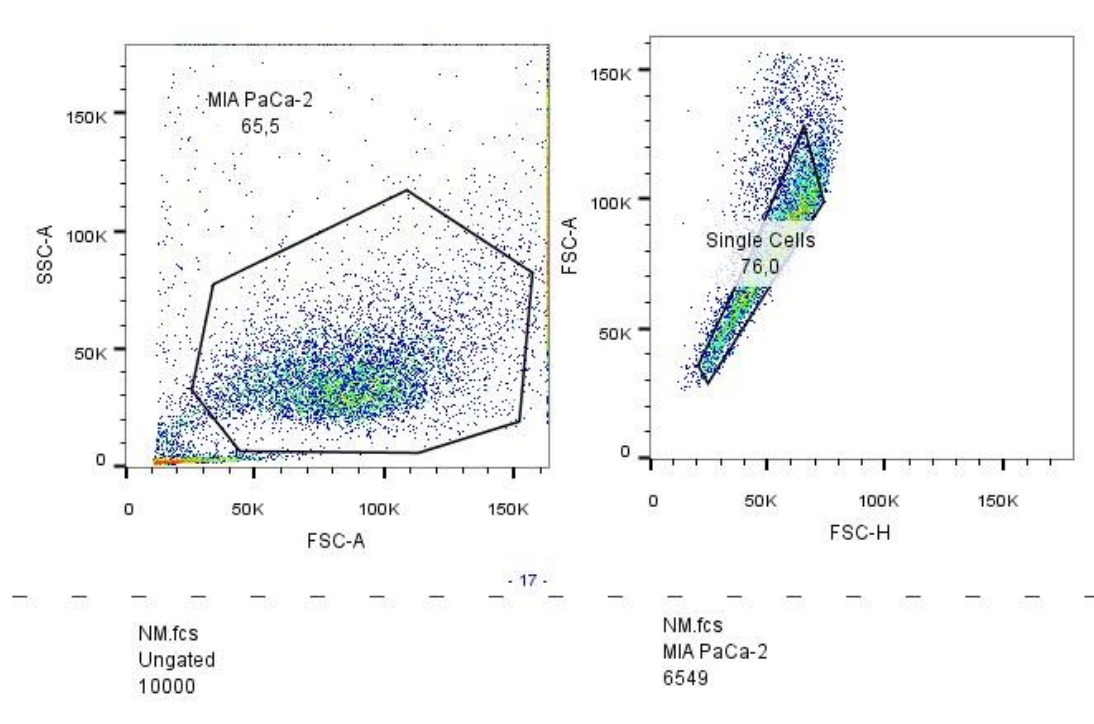 MIA PaCa-2
65,5
150K
100K
50K
0
SSC-A
0 50K 100K 150K
FSC-A
150K
100K
50K
0
FSC-A
Single Cells
76,0
0 50K 100K 150K
FSC-H
- 17 -
NM.fcs
Ungated
10000
NM.fcs
MIA PaCa-2
6549